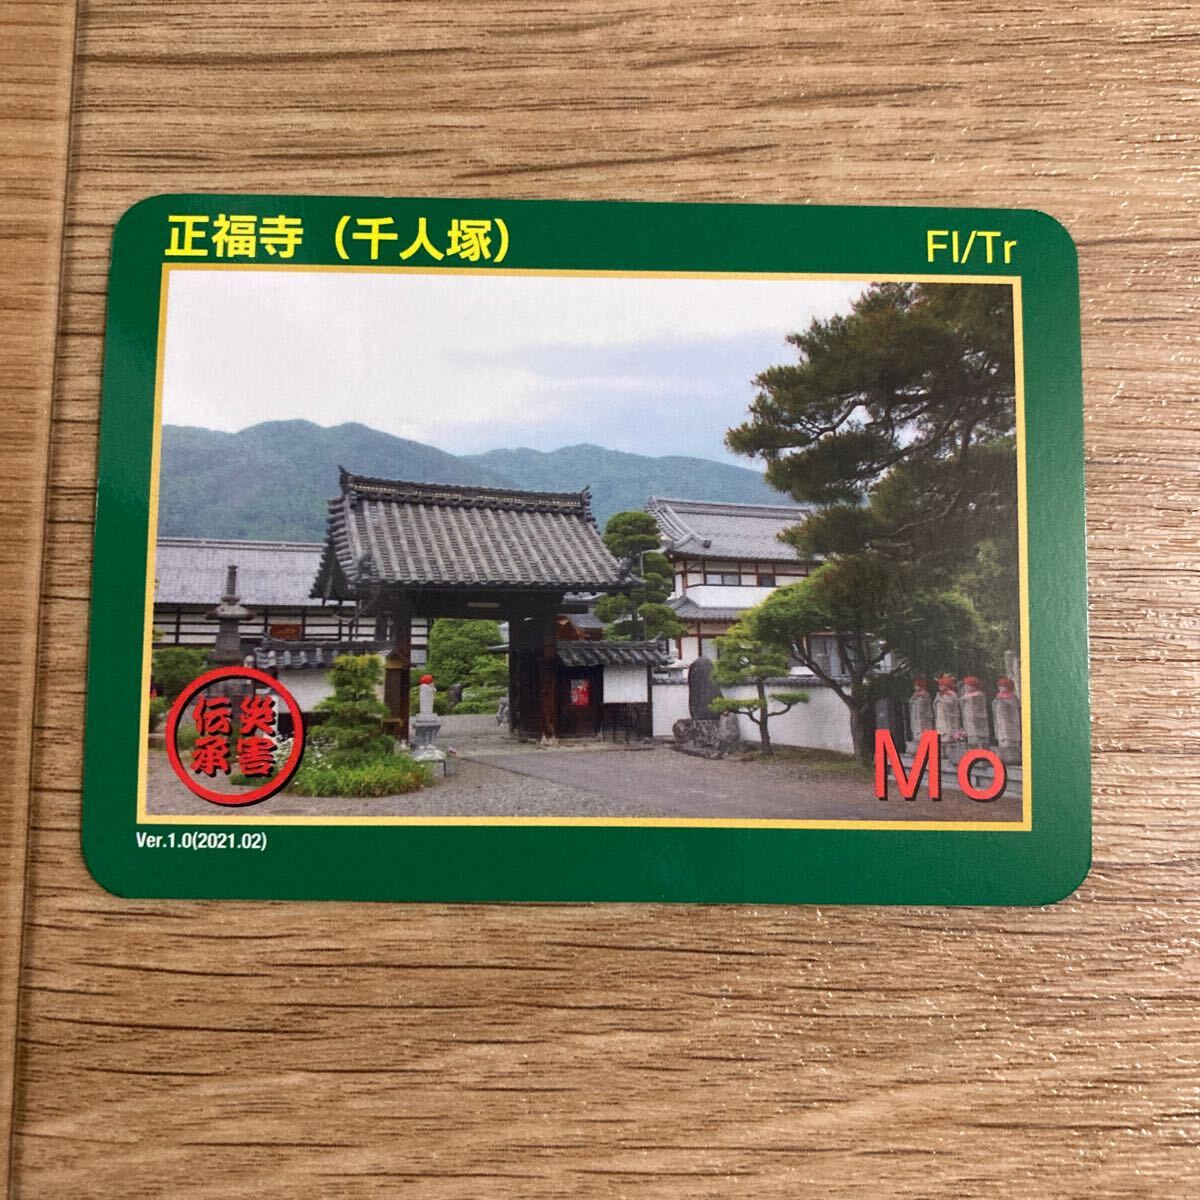 正福寺（千人塚）
Fl/Tr
災害
伝承
Mo
Ver.1.0(2021.02)